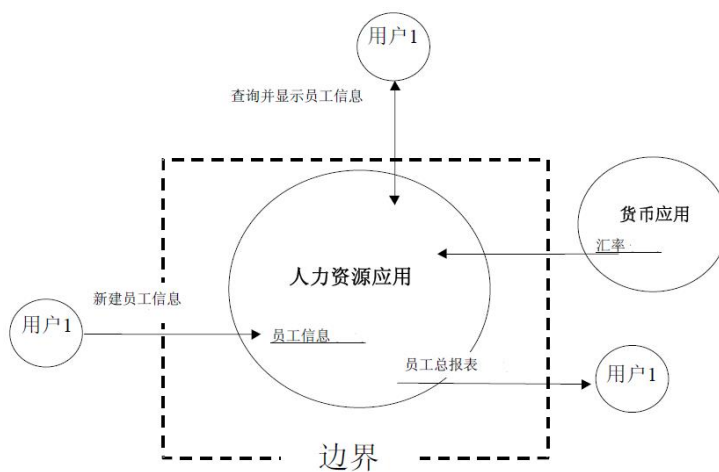 用户1
查询并显示员工信息
货币应用
汇率
人力资源应用
新建员工信息
用户1
员工信息
员工总报表
用户1
边界